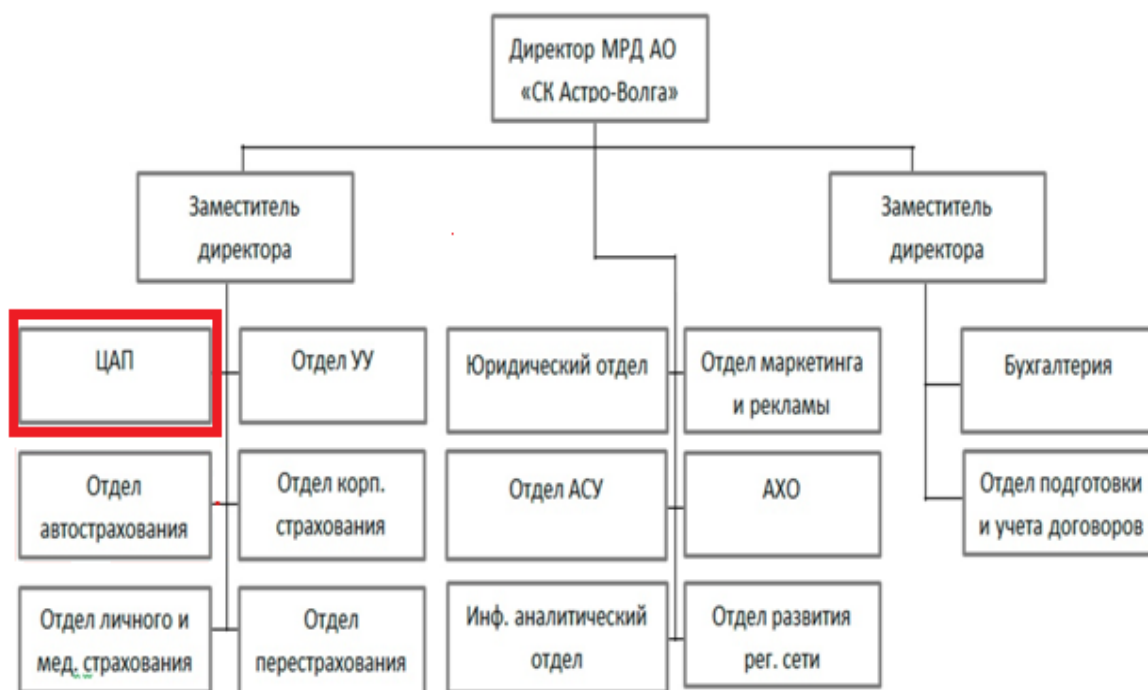 Директор МРД АО
«СК Астро-Волга»
Заместитель
директора
Заместитель
директора
ЦАП
Отдел УУ
Юридический отдел
Отдел маркетинга
и рекламы
Бухгалтерия
Отдел
автострахования
Отдел корп.
страхования
Отдел АСУ
АХО
Отдел подготовки
и учета договоров
Отдел личного и
мед. страхования
Отдел
перестрахования
Инф. аналитический
отдел
Отдел развития
рег. сети